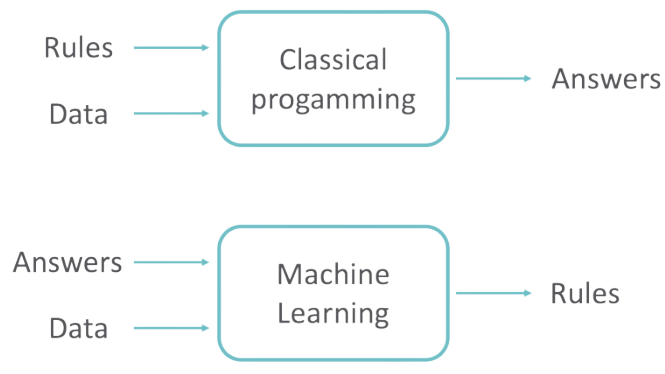 Rules
Classical
progamming
Data
Answers
Answers
Machine
Learning
Data
Rules